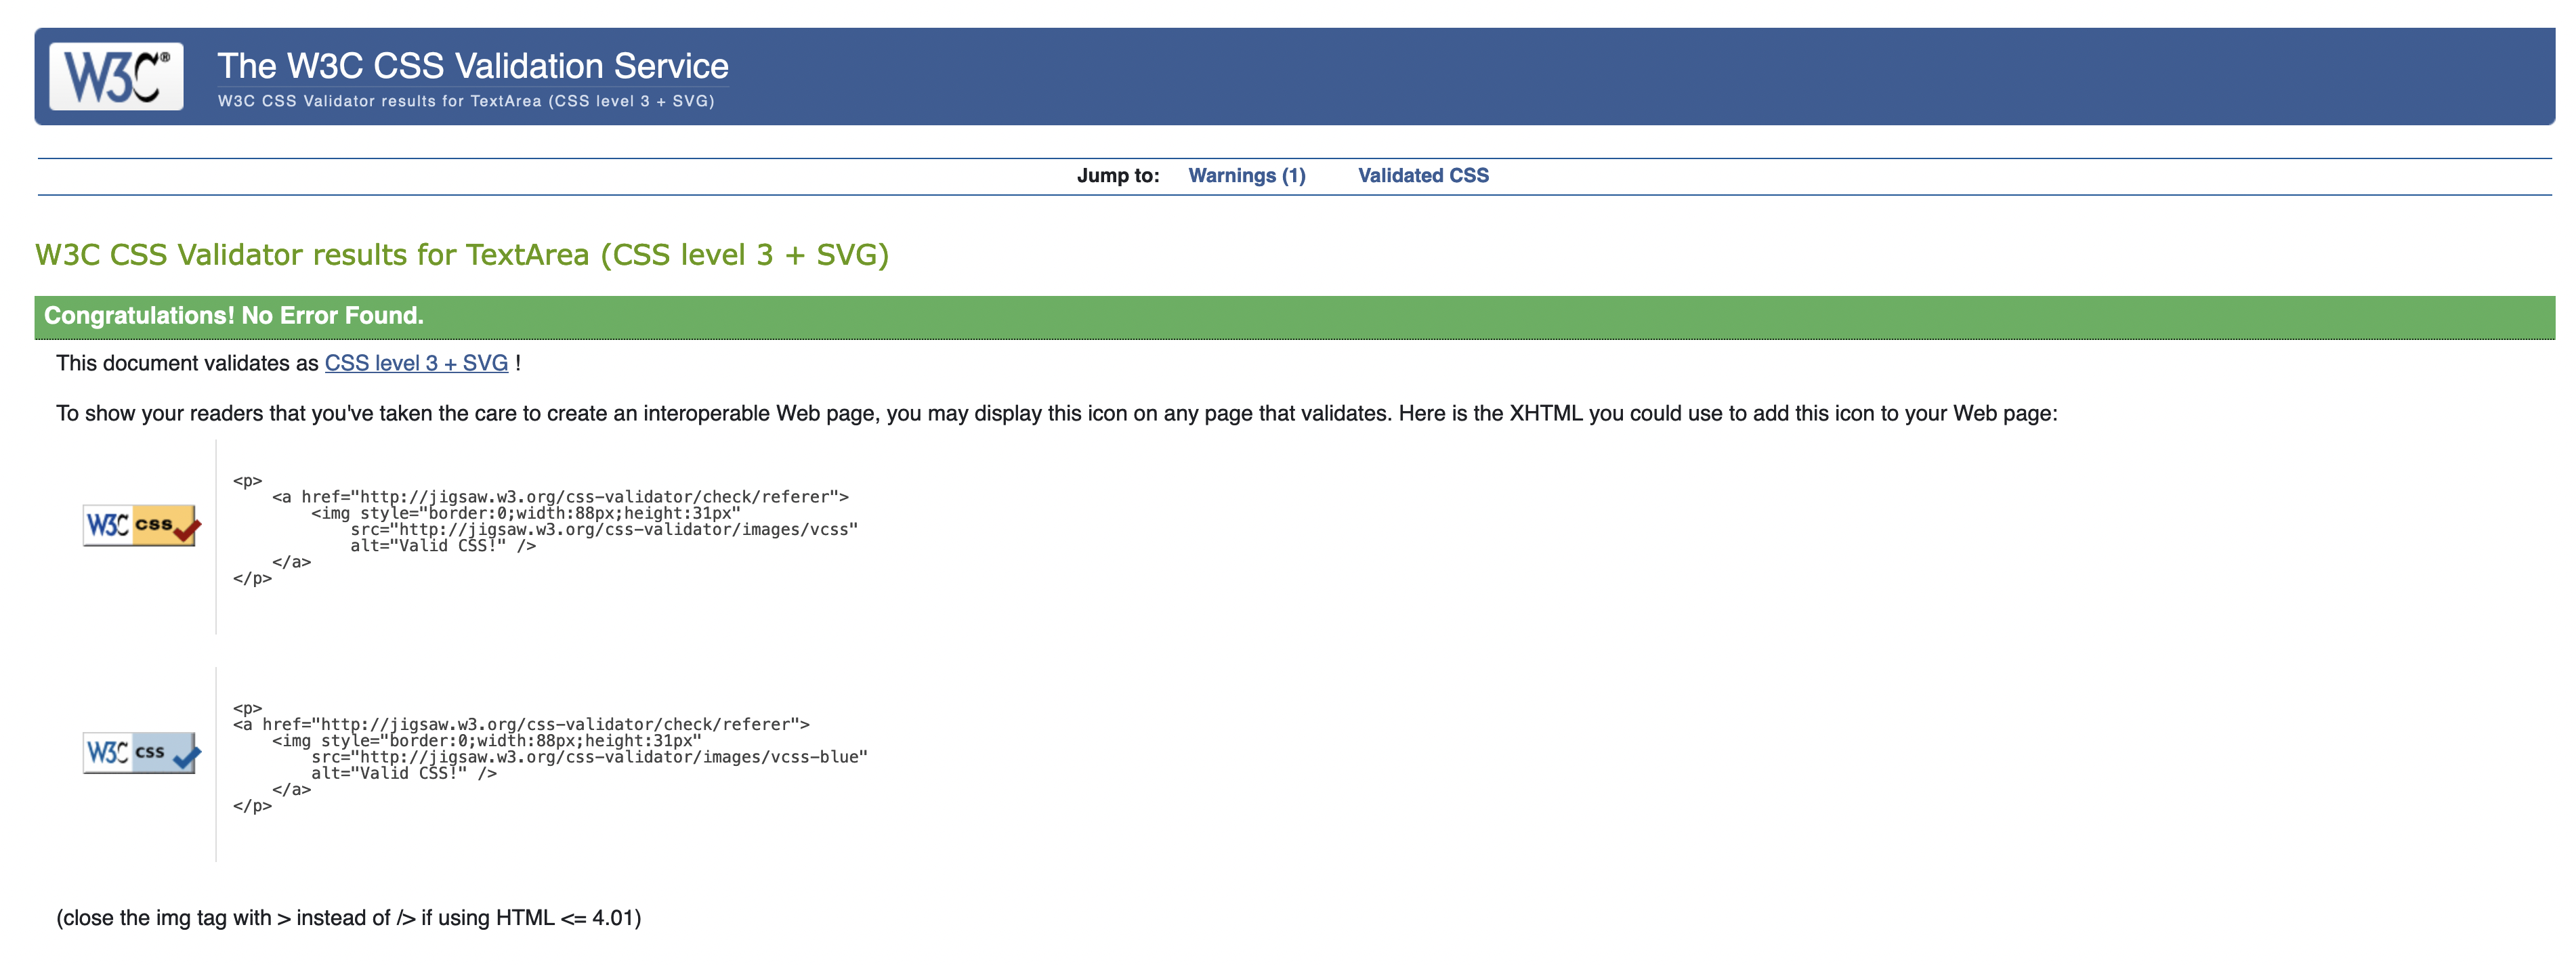 W3C®
The W3C CSS Validation Service
W3C CSS Validator results for TextArea (CSS level 3 + SVG)
Jump to: Warnings (1) Validated CSS
W3C CSS Validator results for TextArea (CSS level 3 + SVG)
Congratulations! No Error Found.
This document validates as CSS level 3 + SVG !
To show your readers that you've taken the care to create an interoperable Web page, you may display this icon on any page that validates. Here is the XHTML you could use to add this icon to your Web page:
W3C css
<p>
    <a href="http://jigsaw.w3.org/css-validator/check/referer">
        <img style="border:0;width:88px;height:31px"
            src="http://jigsaw.w3.org/css-validator/images/vcss"
            alt="Valid CSS!" />
    </a>
</p>
W3C css
<p>
<a href="http://jigsaw.w3.org/css-validator/check/referer">
    <img style="border:0;width:88px;height:31px"
        src="http://jigsaw.w3.org/css-validator/images/vcss-blue"
        alt="Valid CSS!" />
    </a>
</p>
(close the img tag with > instead of /> if using HTML <= 4.01)